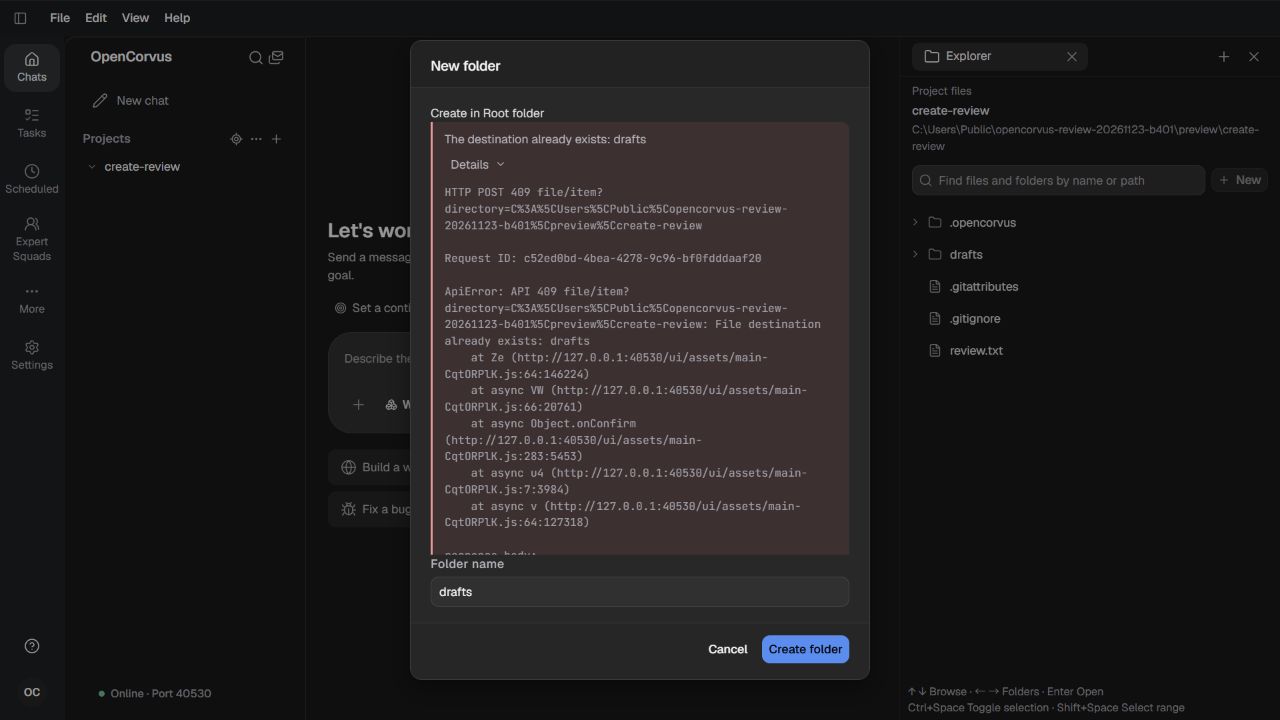 File Edit View Help
Chats
Tasks
Scheduled
Expert
Squads
More
Settings
OC
OpenCorvus
New chat
Projects
create-review
Online · Port 40530
Let's wor
Send a messag
goal.
Set a conti
Describe the
W
Build a w
Fix a bug
New folder
Create in Root folder
The destination already exists: drafts
Details
HTTP POST 409 file/item?
directory=C%3A%5CUsers%5CPublic%5Copencorvus-review-
20261123-b401%5Cpreview%5Ccreate-review
Request ID: c52ed0bd-4bea-4278-9c96-bf0fdddaaf20
ApiError: API 409 file/item?
directory=C%3A%5CUsers%5CPublic%5Copencorvus-review-
20261123-b401%5Cpreview%5Ccreate-review: File destination
already exists: drafts
at Ze (http://127.0.0.1:40530/ui/assets/main-
CqtORPlK.js:64:146224)
at async VW (http://127.0.0.1:40530/ui/assets/main-
CqtORPlK.js:66:20761)
at async Object.onConfirm
(http://127.0.0.1:40530/ui/assets/main-
CqtORPlK.js:283:5453)
at async u4 (http://127.0.0.1:40530/ui/assets/main-
CqtORPlK.js:7:3984)
at async v (http://127.0.0.1:40530/ui/assets/main-
CqtORPlK.js:64:127318)
Folder name
drafts
Cancel Create folder
Explorer
Project files
create-review
C:\Users\Public\opencorvus-review-20261123-b401\preview\create-
review
Find files and folders by name or path
New
.opencorvus
drafts
.gitattributes
.gitignore
review.txt
↑ ↓ Browse · ← → Folders · Enter Open
Ctrl+Space Toggle selection · Shift+Space Select range